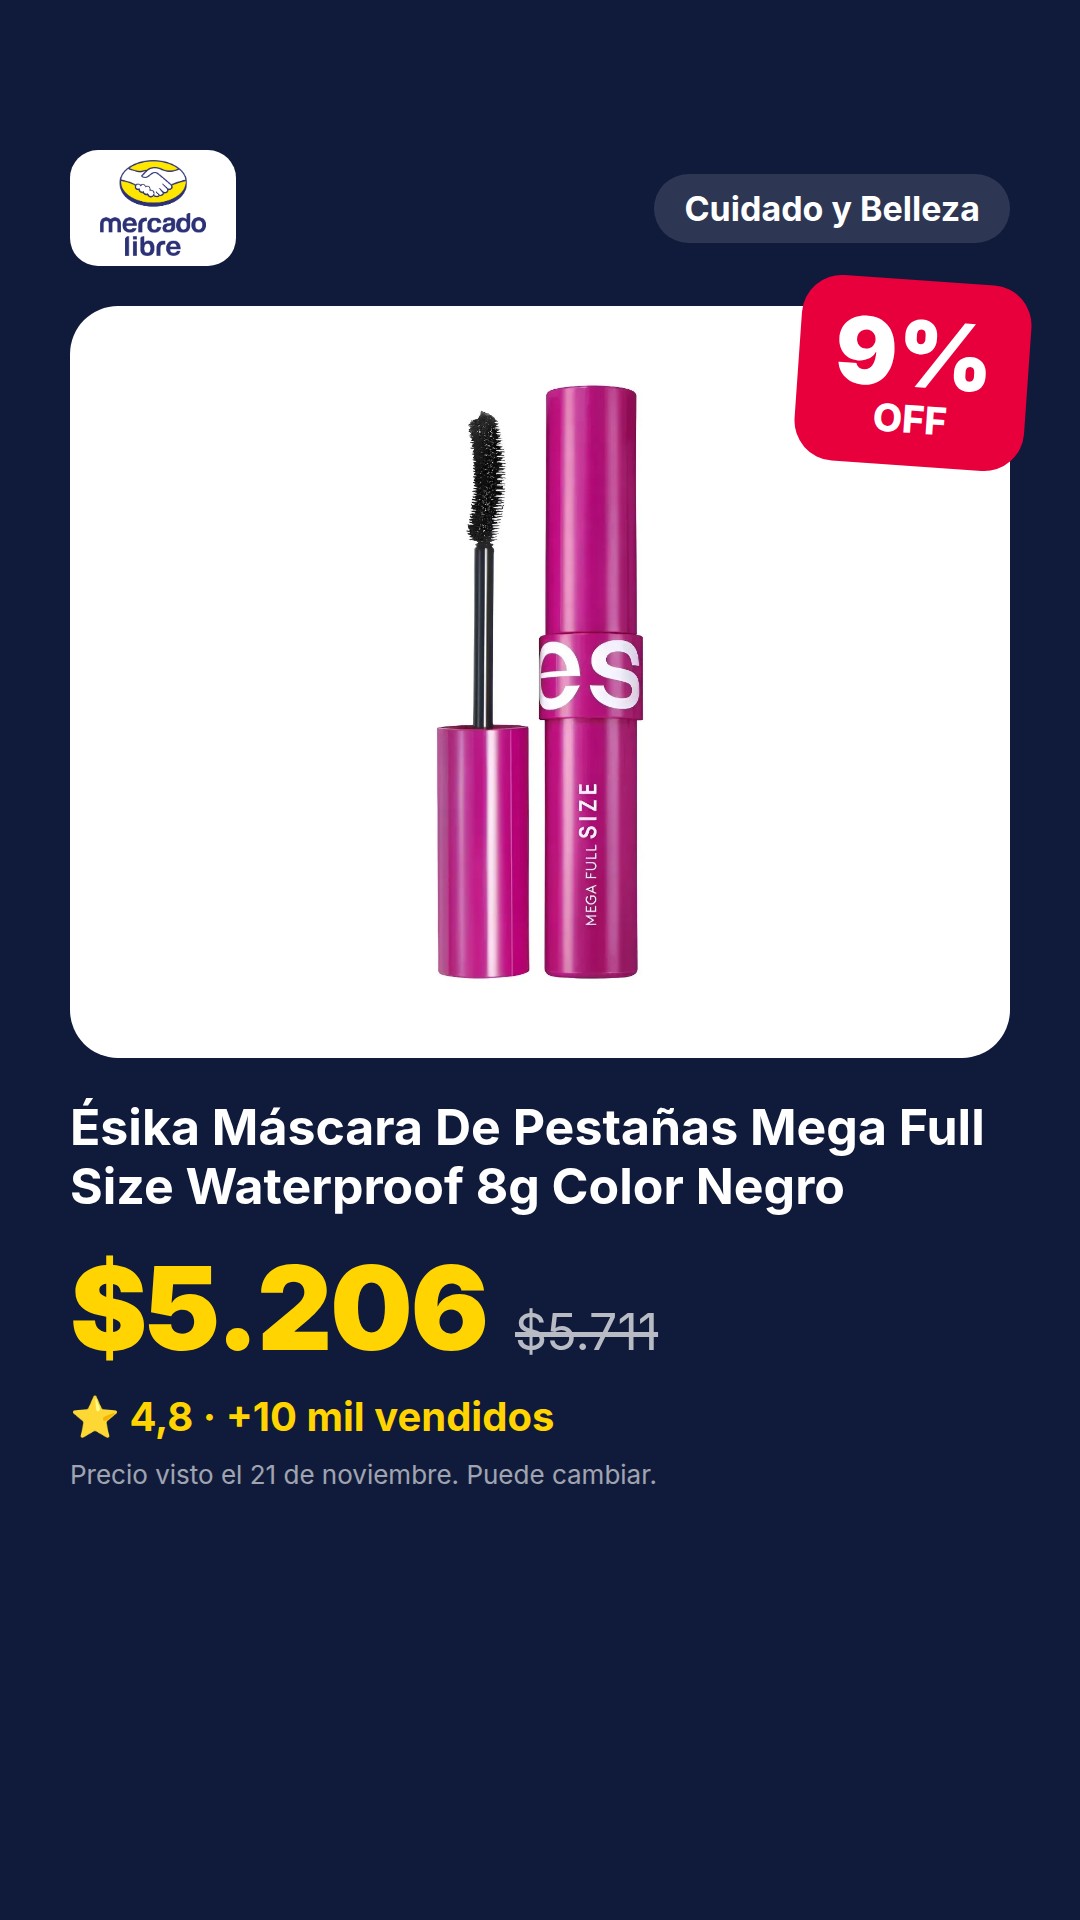 mercado
libre
Cuidado y Belleza
9%
OFF
es
MEGA FULL SIZE
Ésika Máscara De Pestañas Mega Full
Size Waterproof 8g Color Negro
$5.206 $5.711
⭐ 4,8 · +10 mil vendidos
Precio visto el 21 de noviembre. Puede cambiar.